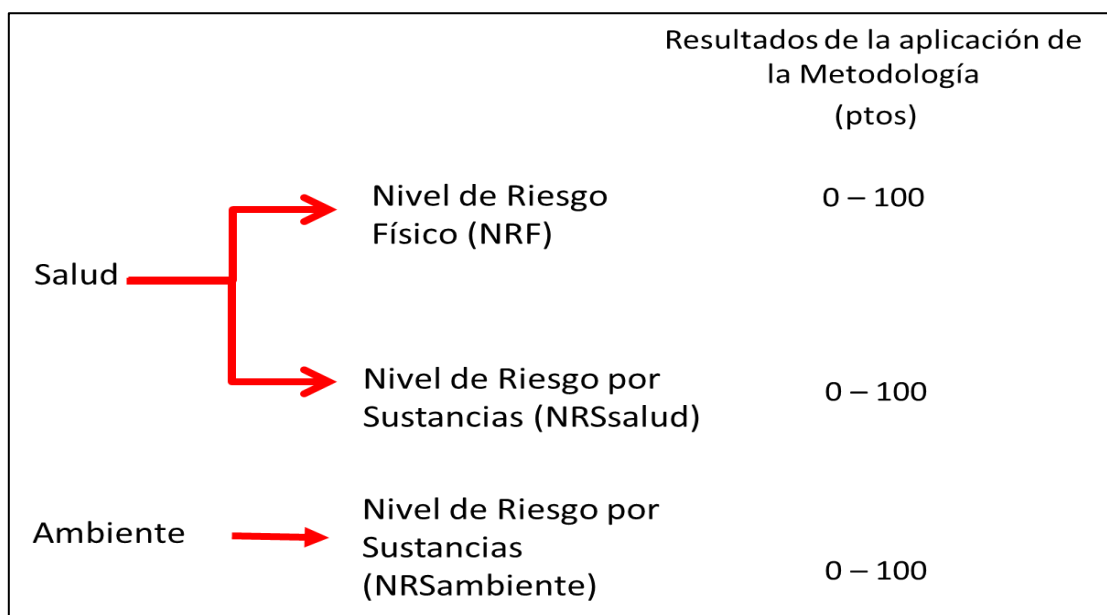 Resultados de la aplicación de
la Metodología
(ptos)
Nivel de Riesgo
Físico (NRF)
0 – 100
Salud
Nivel de Riesgo por
Sustancias (NRSsalud)
0 – 100
Ambiente
Nivel de Riesgo por
Sustancias
(NRSambiente)
0 – 100